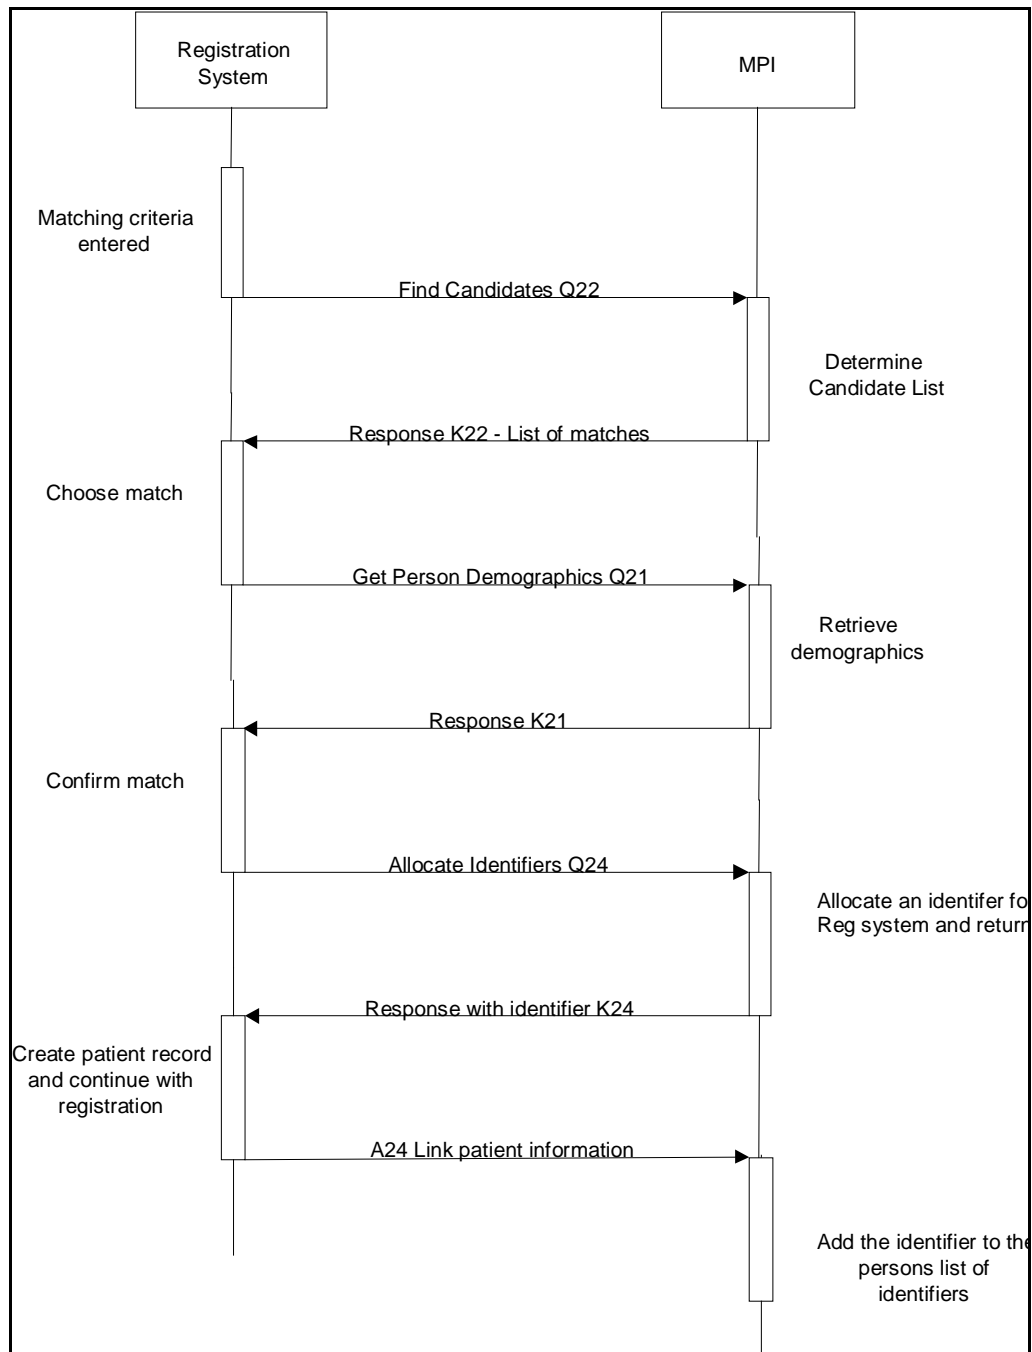 Registration
System
MPI
Matching criteria
entered
Find Candidates Q22
Determine
Candidate List
Response K22 - List of matches
Choose match
Get Person Demographics Q21
Retrieve
demographics
Response K21
Confirm match
Allocate Identifiers Q24
Allocate an identifer fo
Reg system and return
Response with identifier K24
Create patient record
and continue with
registration
A24 Link patient information
Add the identifier to the
persons list of
identifiers